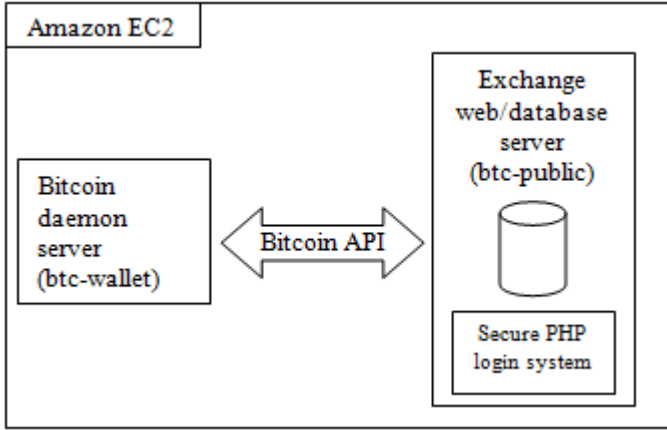 Amazon EC2
Exchange
web/database
server
(btc-public)
Bitcoin
daemon
server
(btc-wallet)
Bitcoin API
Secure PHP
login system